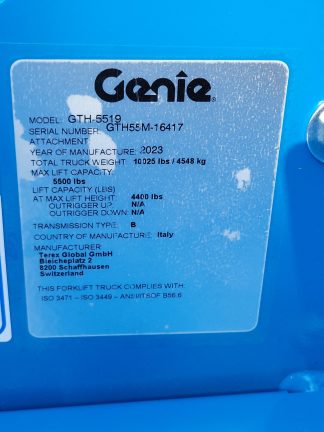 Genie
MODEL: GTH-5519
SERIAL NUMBER: GTH55M-16417
ATTACHMENT
YEAR OF MANUFACTURE: 2023
TOTAL TRUCK WEIGHT: 10025 lbs / 4548 kg
MAX LIFT CAPACITY:
5500 lbs
LIFT CAPACITY (LBS)
AT MAX LIFT HEIGHT: 4400 lbs
OUTRIGGER UP: N/A
OUTRIGGER DOWN: N/A
TRANSMISSION TYPE: B
COUNTRY OF MANUFACTURE: Italy
MANUFACTURER
Terex Global GmbH
Bleicheplatz 2
8200 Schaffhausen
Switzerland
THIS FORKLIFT TRUCK COMPLIES WITH:
ISO 3471 – ISO 3449 – ANSI/ITSDF B56.6